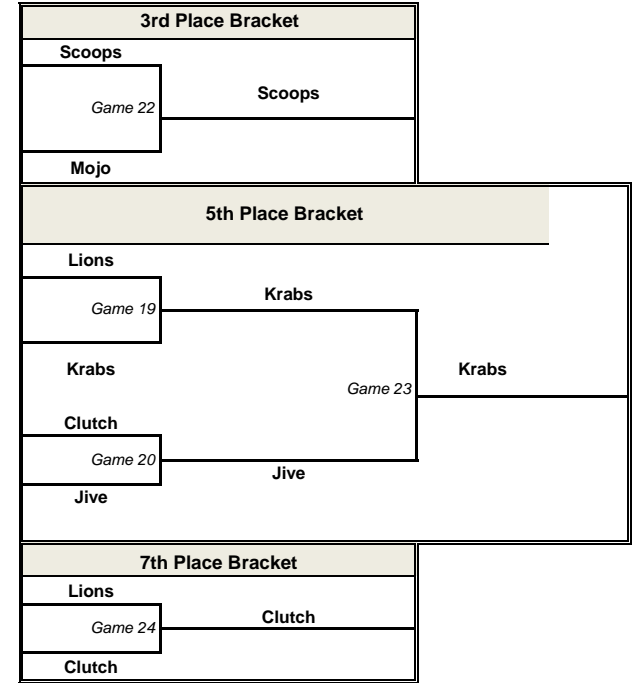 3rd Place Bracket
Scoops
Scoops
Game 22
Mojo
5th Place Bracket
Lions
Krabs
Game 19
Krabs
Krabs
Game 23
Clutch
Game 20
Jive
Jive
7th Place Bracket
Lions
Clutch
Game 24
Clutch